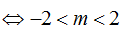 ⇔ −2 < m < 2